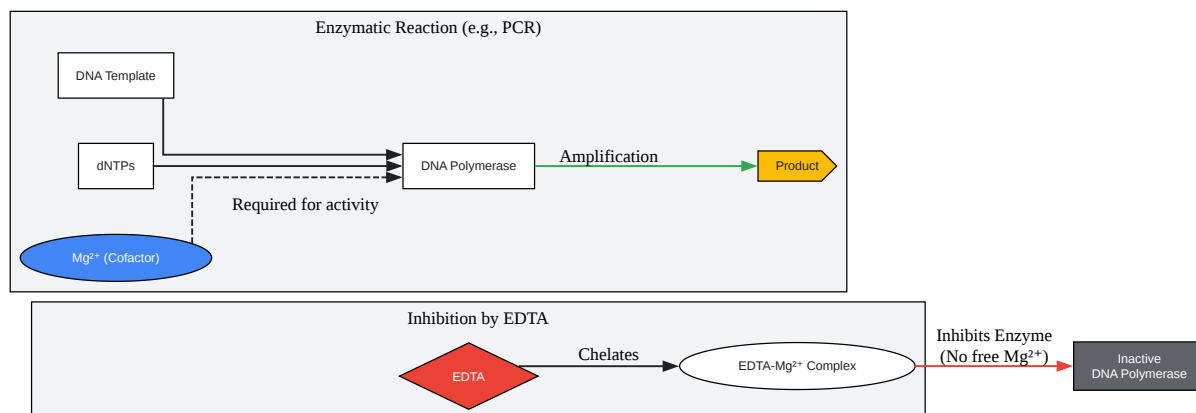 Enzymatic Reaction (e.g., PCR)
DNA Template
dNTPs
DNA Polymerase
Amplification
Product
Required for activity
Mg²⁺ (Cofactor)
Inhibition by EDTA
EDTA
Chelates
EDTA-Mg²⁺ Complex
Inhibits Enzyme
(No free Mg²⁺)
Inactive
DNA Polymerase